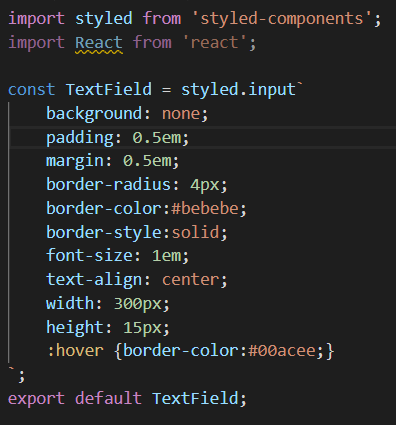 import styled from 'styled-components';
import React from 'react';
const TextField = styled.input`
background: none;
padding: 0.5em;
margin: 0.5em;
border-radius: 4px;
border-color:#bebebe;
border-style:solid;
font-size: 1em;
text-align: center;
width: 300px;
height: 15px;
:hover {border-color:#00acee;}
`;
export default TextField;